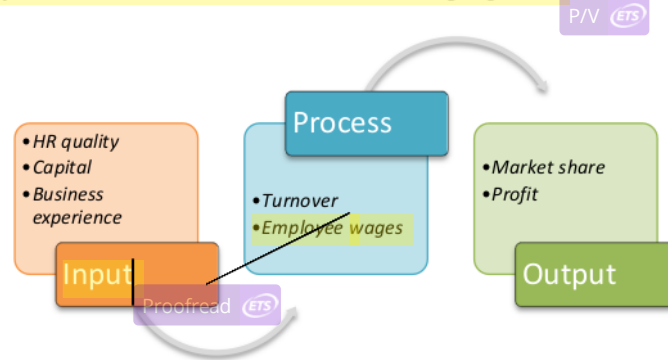 P/V ETS
Process
•HR quality
•Capital
•Business
experience
•Turnover
•Employee wages
•Market share
•Profit
Input
Output
Proofread ETS